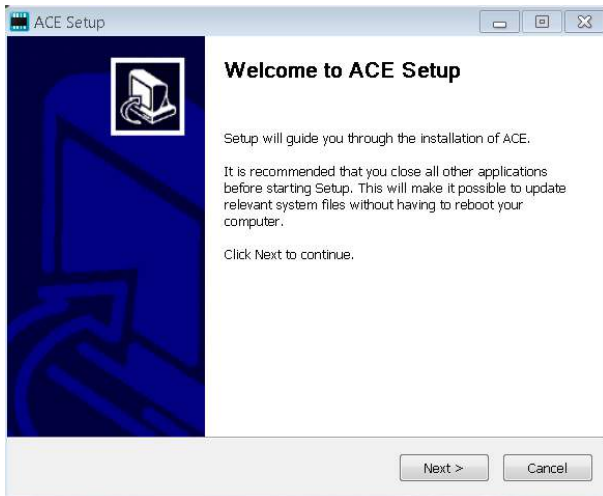 ACE Setup
Welcome to ACE Setup
Setup will guide you through the installation of ACE.
It is recommended that you close all other applications
before starting Setup. This will make it possible to update
relevant system files without having to reboot your
computer.
Click Next to continue.
Next >
Cancel